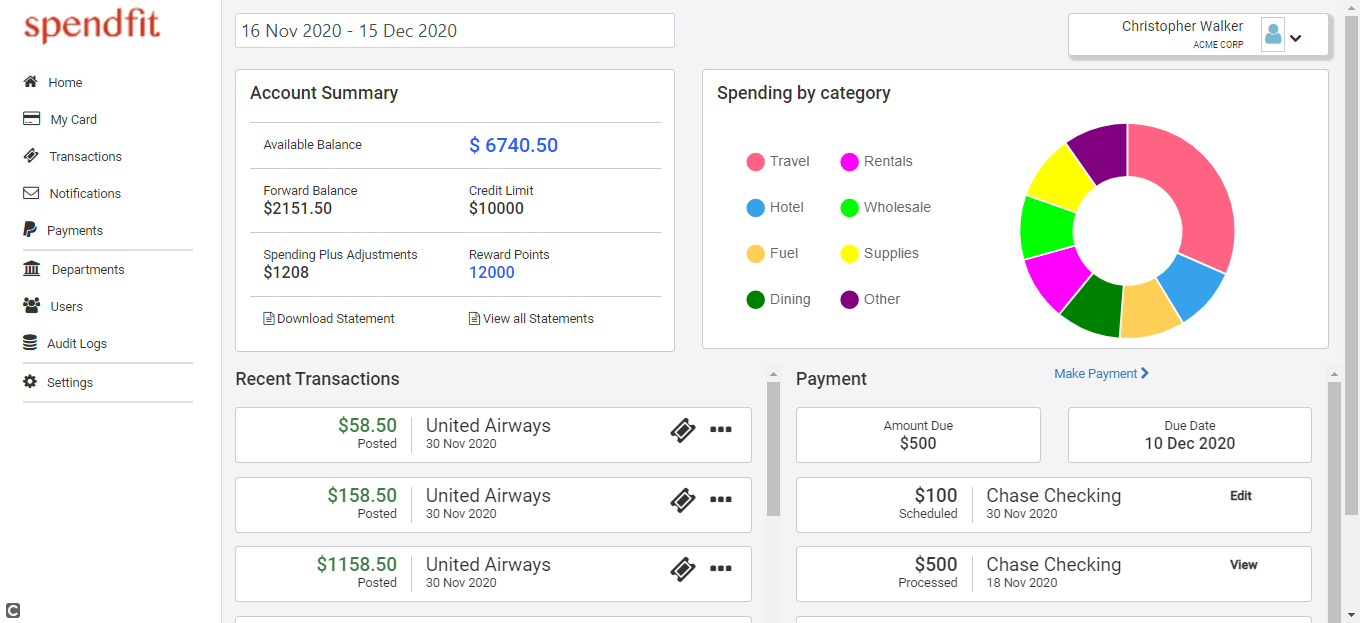 spendfit
Home
My Card
Transactions
Notifications
Payments
Departments
Users
Audit Logs
Settings
16 Nov 2020 - 15 Dec 2020
Christopher Walker
ACME CORP
Account Summary
Available Balance
$ 6740.50
Forward Balance
$2151.50
Credit Limit
$10000
Spending Plus Adjustments
$1208
Reward Points
12000
Download Statement
View all Statements
Spending by category
Travel
Rentals
Hotel
Wholesale
Fuel
Supplies
Dining
Other
Recent Transactions
$58.50
Posted
United Airways
30 Nov 2020
$158.50
Posted
United Airways
30 Nov 2020
$1158.50
Posted
United Airways
30 Nov 2020
Payment
Make Payment
Amount Due
$500
Due Date
10 Dec 2020
$100
Scheduled
Chase Checking
30 Nov 2020
Edit
$500
Processed
Chase Checking
18 Nov 2020
View
C